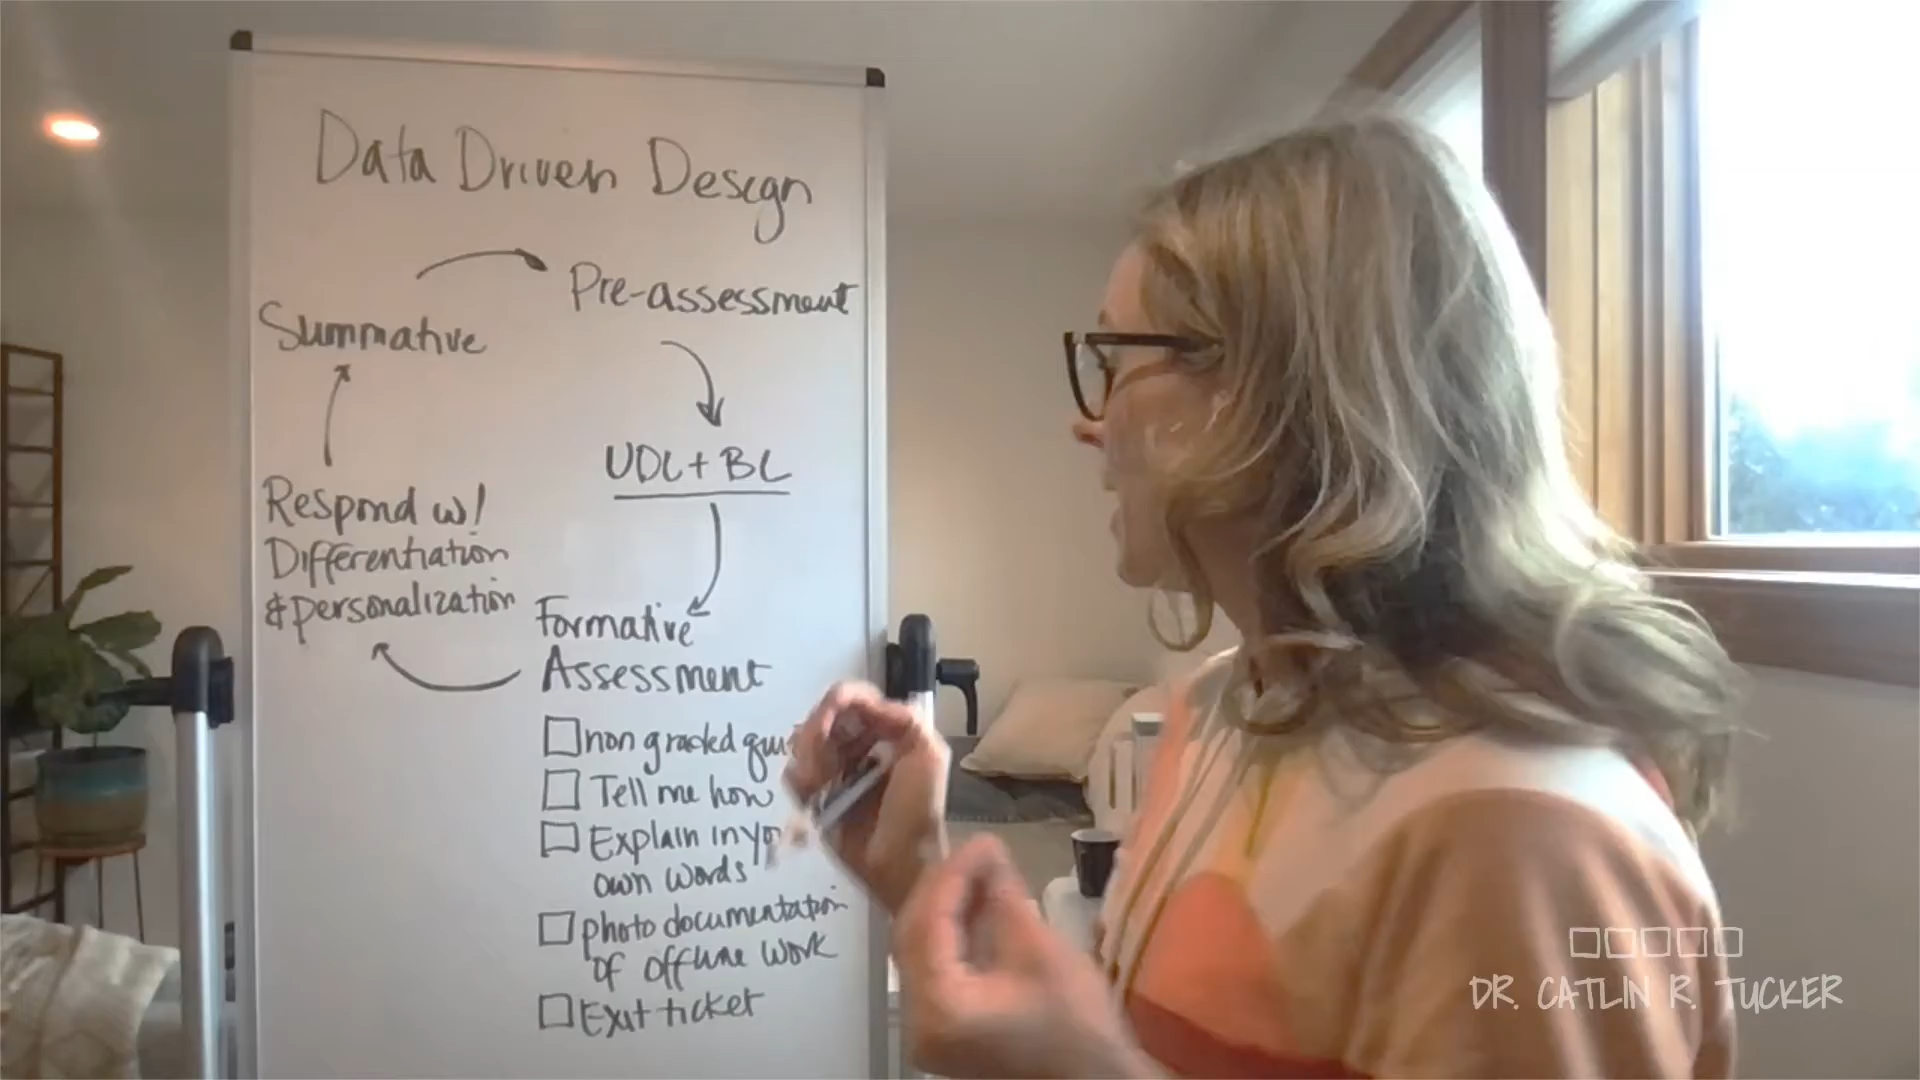 Data Driven Design
Pre-assessment
Summative
UDL + BL
Respond w/
Differentiation
& personalization
Formative
Assessment
non graded
Tell me how
Explain in
own words
photo documentation
of offline work
Exit ticket
DR. CATLIN R. TUCKER